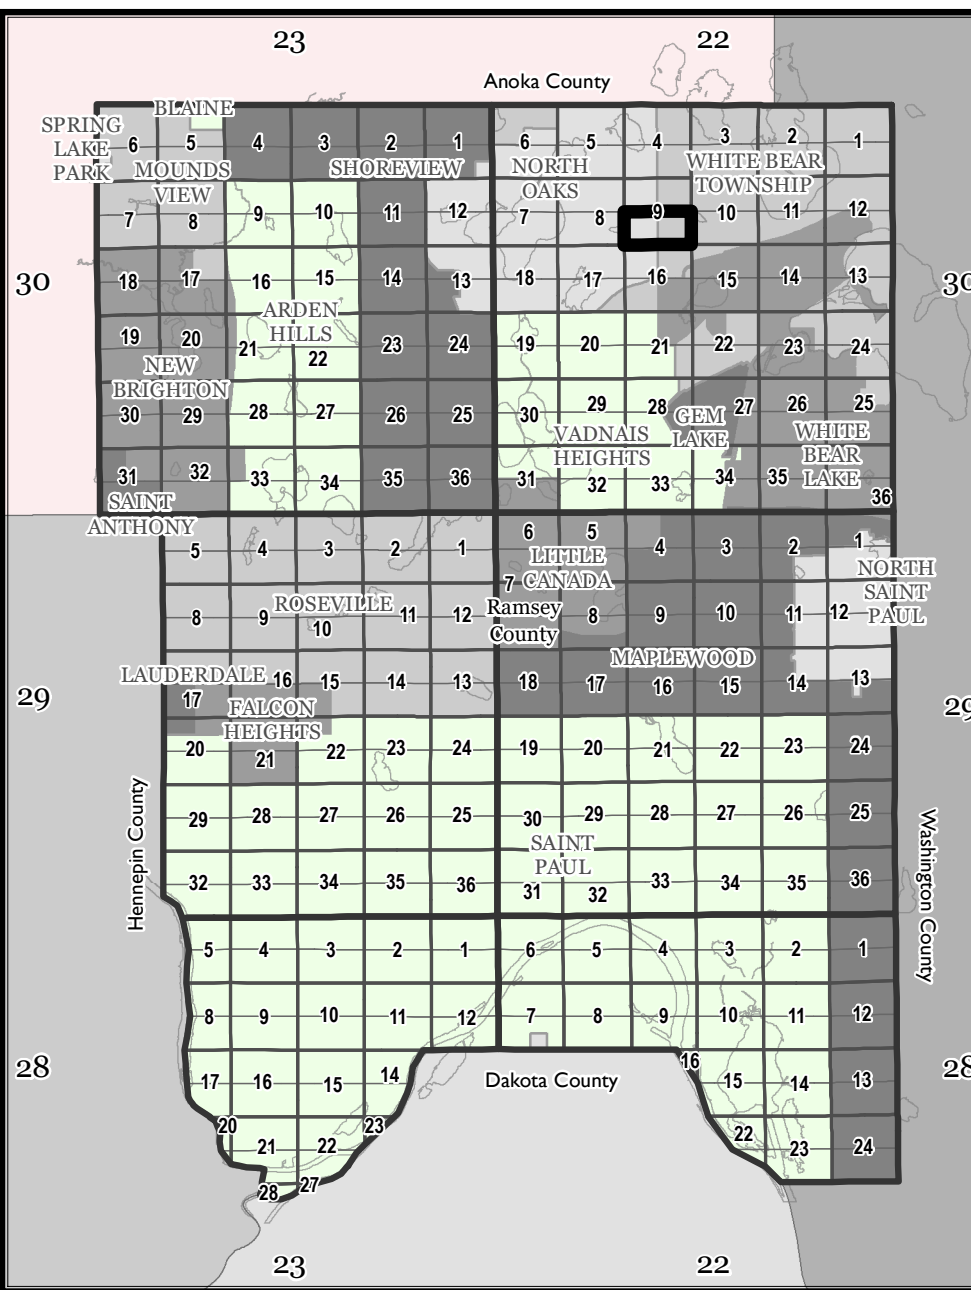 23 22
Anoka County
BLAINE
SPRING
LAKE
PARK
6 5 4 3 2 1 6 5 4 3 2 1
MOUNDS
VIEW
SHOREVIEW
NORTH
OAKS
WHITE BEAR
TOWNSHIP
7 8 9 10 11 12 7 8 9 10 11 12
30 18 17 16 15 14 13 18 17 16 15 14 13 30
ARDEN
HILLS
19 20 21 22 23 24 19 20 21 22 23 24
NEW
BRIGHTON
30 29 28 27 26 25 30 29 28 27 26 25
GEM
LAKE
VADNAIS
HEIGHTS
WHITE
BEAR
LAKE
31 32 33 34 35 36 31 32 33 34 35 36
SAINT
ANTHONY
5 4 3 2 1 6 5 4 3 2 1
LITTLE
CANADA
NORTH
SAINT
PAUL
7
ROSEVILLE
Ramsey
County
8 9 10 11 12 8 9 10 11 12
MAPLEWOOD
LAUDERDALE
29 17 16 15 14 13 18 17 16 15 14 13 29
FALCON
HEIGHTS
20 21 22 23 24 19 20 21 22 23 24
Hennepin County
29 28 27 26 25 30 29 28 27 26 25
Washington County
SAINT
PAUL
32 33 34 35 36 31 32 33 34 35 36
5 4 3 2 1 6 5 4 3 2 1
8 9 10 11 12 7 8 9 10 11 12
28 17 16 15 14 16 15 14 13 28
Dakota County
20 21 22 23 22 23 24
28 27
23 22